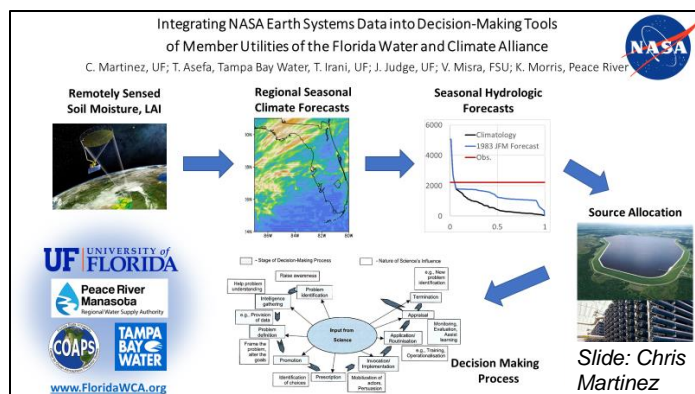 Integrating NASA Earth Systems Data into Decision-Making Tools
of Member Utilities of the Florida Water and Climate Alliance
C. Martinez, UF; T. Asefa, Tampa Bay Water, T. Irani, UF; J. Judge, UF; V. Misra, FSU; K. Morris, Peace River
NASA
Remotely Sensed
Soil Moisture, LAI
Regional Seasonal
Climate Forecasts
Seasonal Hydrologic
Forecasts
6000
4000
2000
0
0
0.5
1
Climatology
1983 JFM Forecast
Obs.
Source Allocation
UF UNIVERSITY of
FLORIDA
Peace River
Manasota
Regional Water Supply Authority
COAPS
TAMPA
BAY
WATER
www.FloridaWCA.org
- Stage of Decision-Making Process
- Nature of Science's Influence
Raise awareness
Help problem
understanding
Problem
identification
Intelligence
gathering
e.g., Provision
of data
Problem
definition
Frame the
problem,
alter the
goals
Promotion
Identification
of choices
Prescription
Mobilisation of
actors,
Persuasion
Invocation/
Implementation
e.g., Training,
Operationalisation
Application/
Routinisation
Monitoring,
Evaluation,
Assist
learning
Appraisal
Termination
e.g., New
problem
identification
Input from
Science
Decision Making
Process
Slide: Chris
Martinez